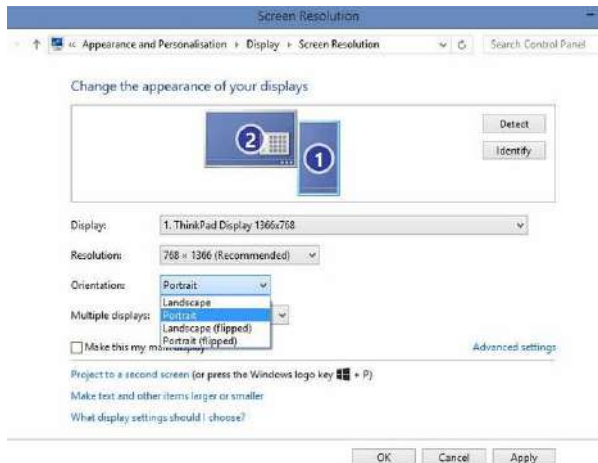 Screen Resolution
« Appearance and Personalisation Display Screen Resolution Search Control Panel
Change the appearance of your displays
2
1
Detect
Identify
Display: 1. ThinkPad Display 1366x768
Resolution: 768 × 1366 (Recommended)
Orientation: Portrait
Landscape
Multiple displays: Portrait
Landscape (flipped)
Make this my main display Portrait (flipped)
Advanced settings
Project to a second screen (or press the Windows logo key + P)
Make text and other items larger or smaller
What display settings should I choose?
OK Cancel Apply